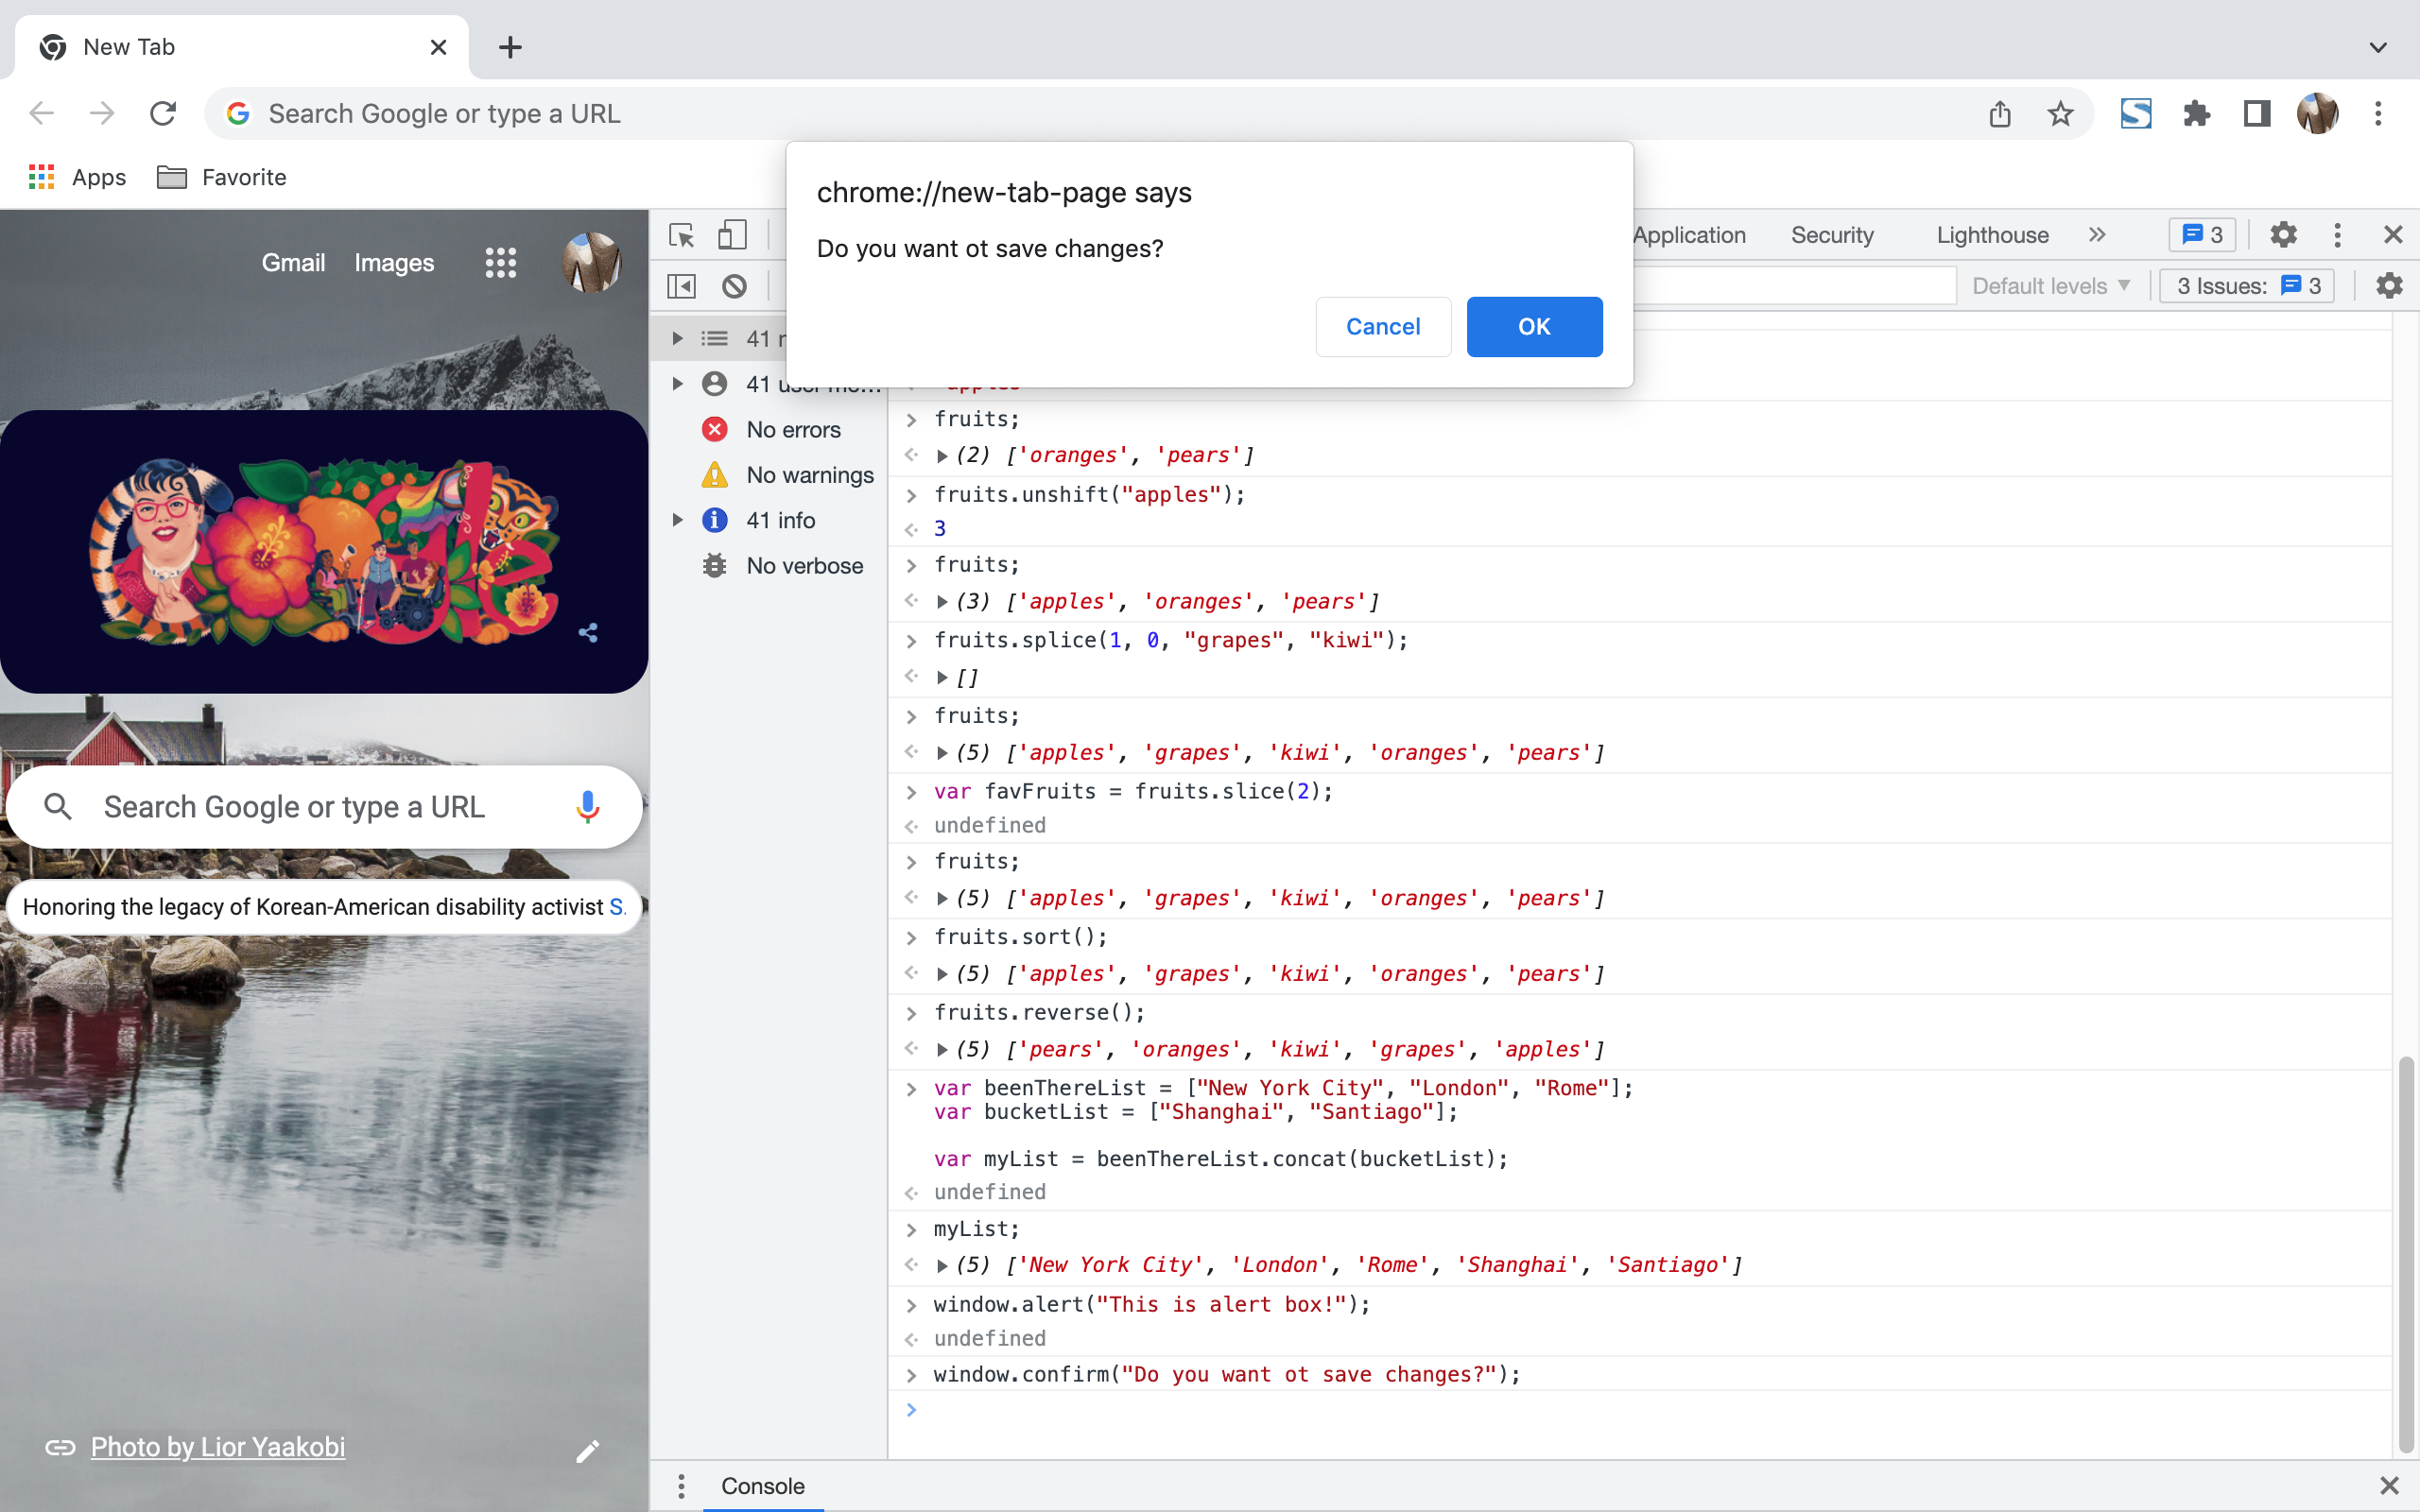 New Tab
Search Google or type a URL
Apps Favorite
chrome://new-tab-page says
Do you want ot save changes?
Cancel OK
Gmail Images
Search Google or type a URL
Honoring the legacy of Korean-American disability activist S.
Photo by Lior Yaakobi
Application Security Lighthouse 3
Default levels 3 Issues: 3
41
41 user me...
No errors
No warnings
41 info
No verbose
fruits;
(2) ['oranges', 'pears']
fruits.unshift("apples");
3
fruits;
(3) ['apples', 'oranges', 'pears']
fruits.splice(1, 0, "grapes", "kiwi");
[]
fruits;
(5) ['apples', 'grapes', 'kiwi', 'oranges', 'pears']
var favFruits = fruits.slice(2);
undefined
fruits;
(5) ['apples', 'grapes', 'kiwi', 'oranges', 'pears']
fruits.sort();
(5) ['apples', 'grapes', 'kiwi', 'oranges', 'pears']
fruits.reverse();
(5) ['pears', 'oranges', 'kiwi', 'grapes', 'apples']
var beenThereList = ["New York City", "London", "Rome"];
var bucketList = ["Shanghai", "Santiago"];
var myList = beenThereList.concat(bucketList);
undefined
myList;
(5) ['New York City', 'London', 'Rome', 'Shanghai', 'Santiago']
window.alert("This is alert box!");
undefined
window.confirm("Do you want ot save changes?");
Console